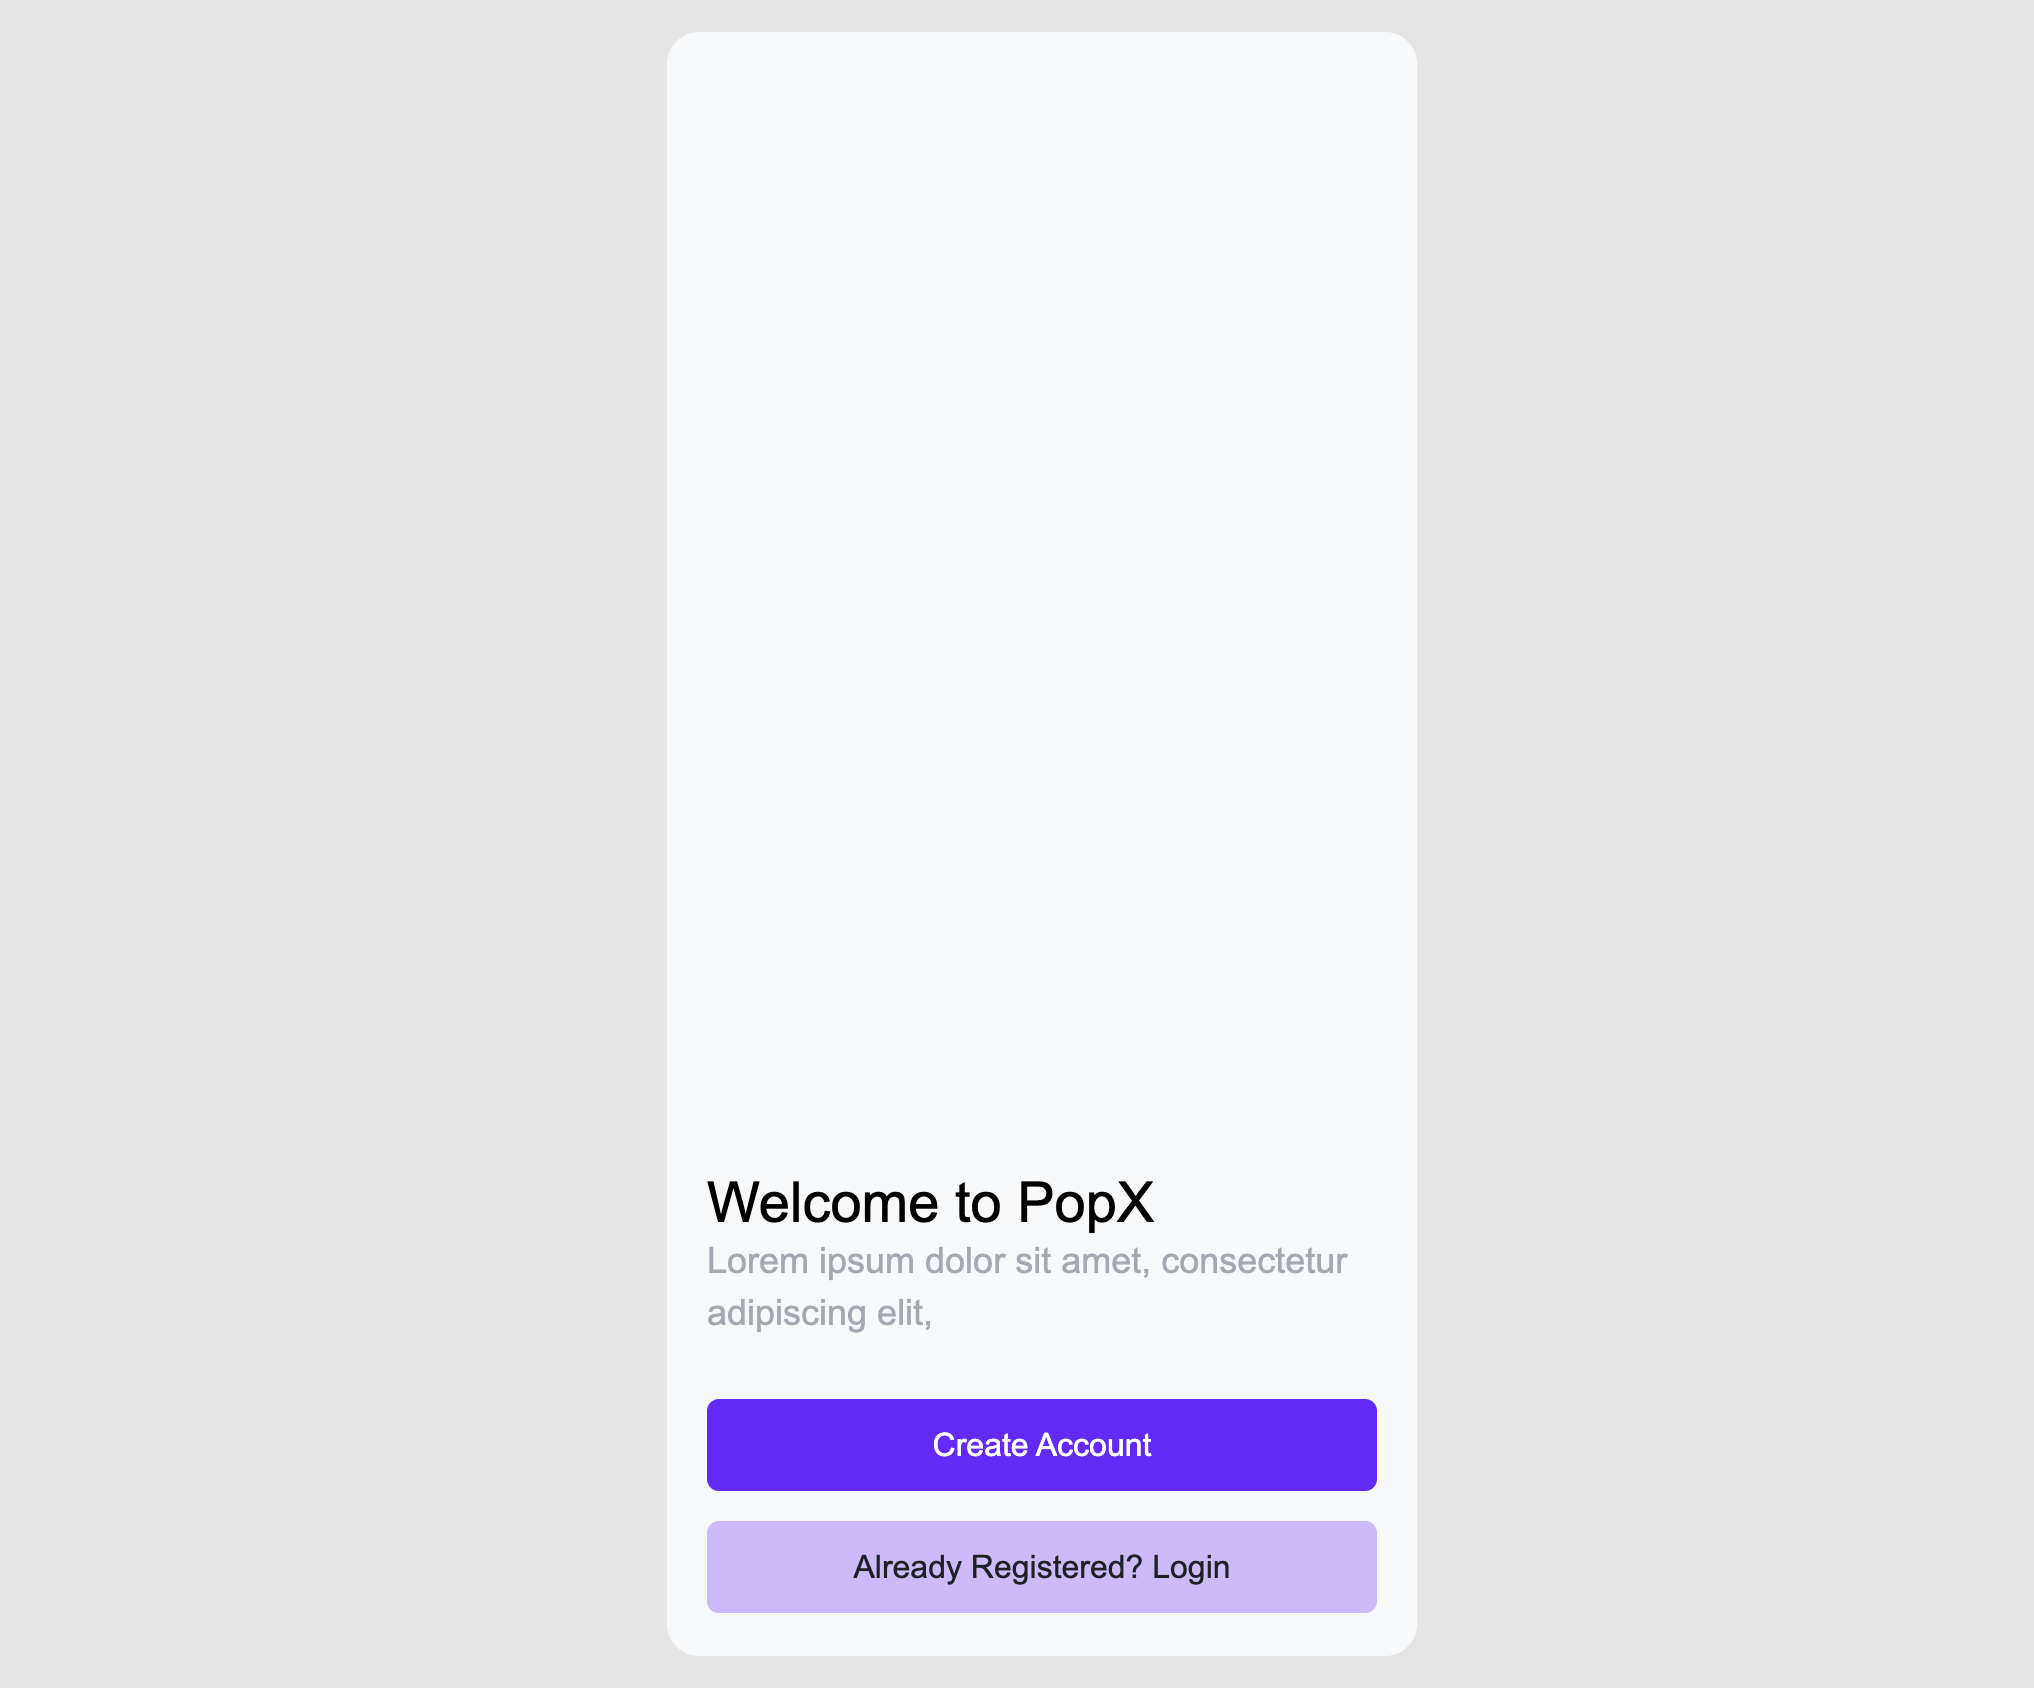 Welcome to PopX
Lorem ipsum dolor sit amet, consectetur
adipiscing elit,
Create Account
Already Registered? Login